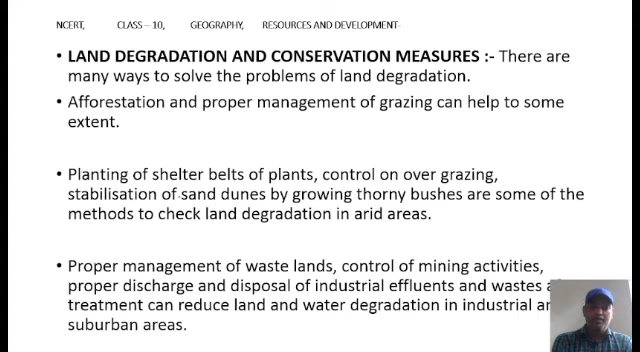 NCERT, CLASS – 10, GEOGRAPHY, RESOURCES AND DEVELOPMENT-
• LAND DEGRADATION AND CONSERVATION MEASURES :- There are
many ways to solve the problems of land degradation.
• Afforestation and proper management of grazing can help to some
extent.
• Planting of shelter belts of plants, control on over grazing,
stabilisation of sand dunes by growing thorny bushes are some of the
methods to check land degradation in arid areas.
• Proper management of waste lands, control of mining activities,
proper discharge and disposal of industrial effluents and wastes
treatment can reduce land and water degradation in industrial
suburban areas.